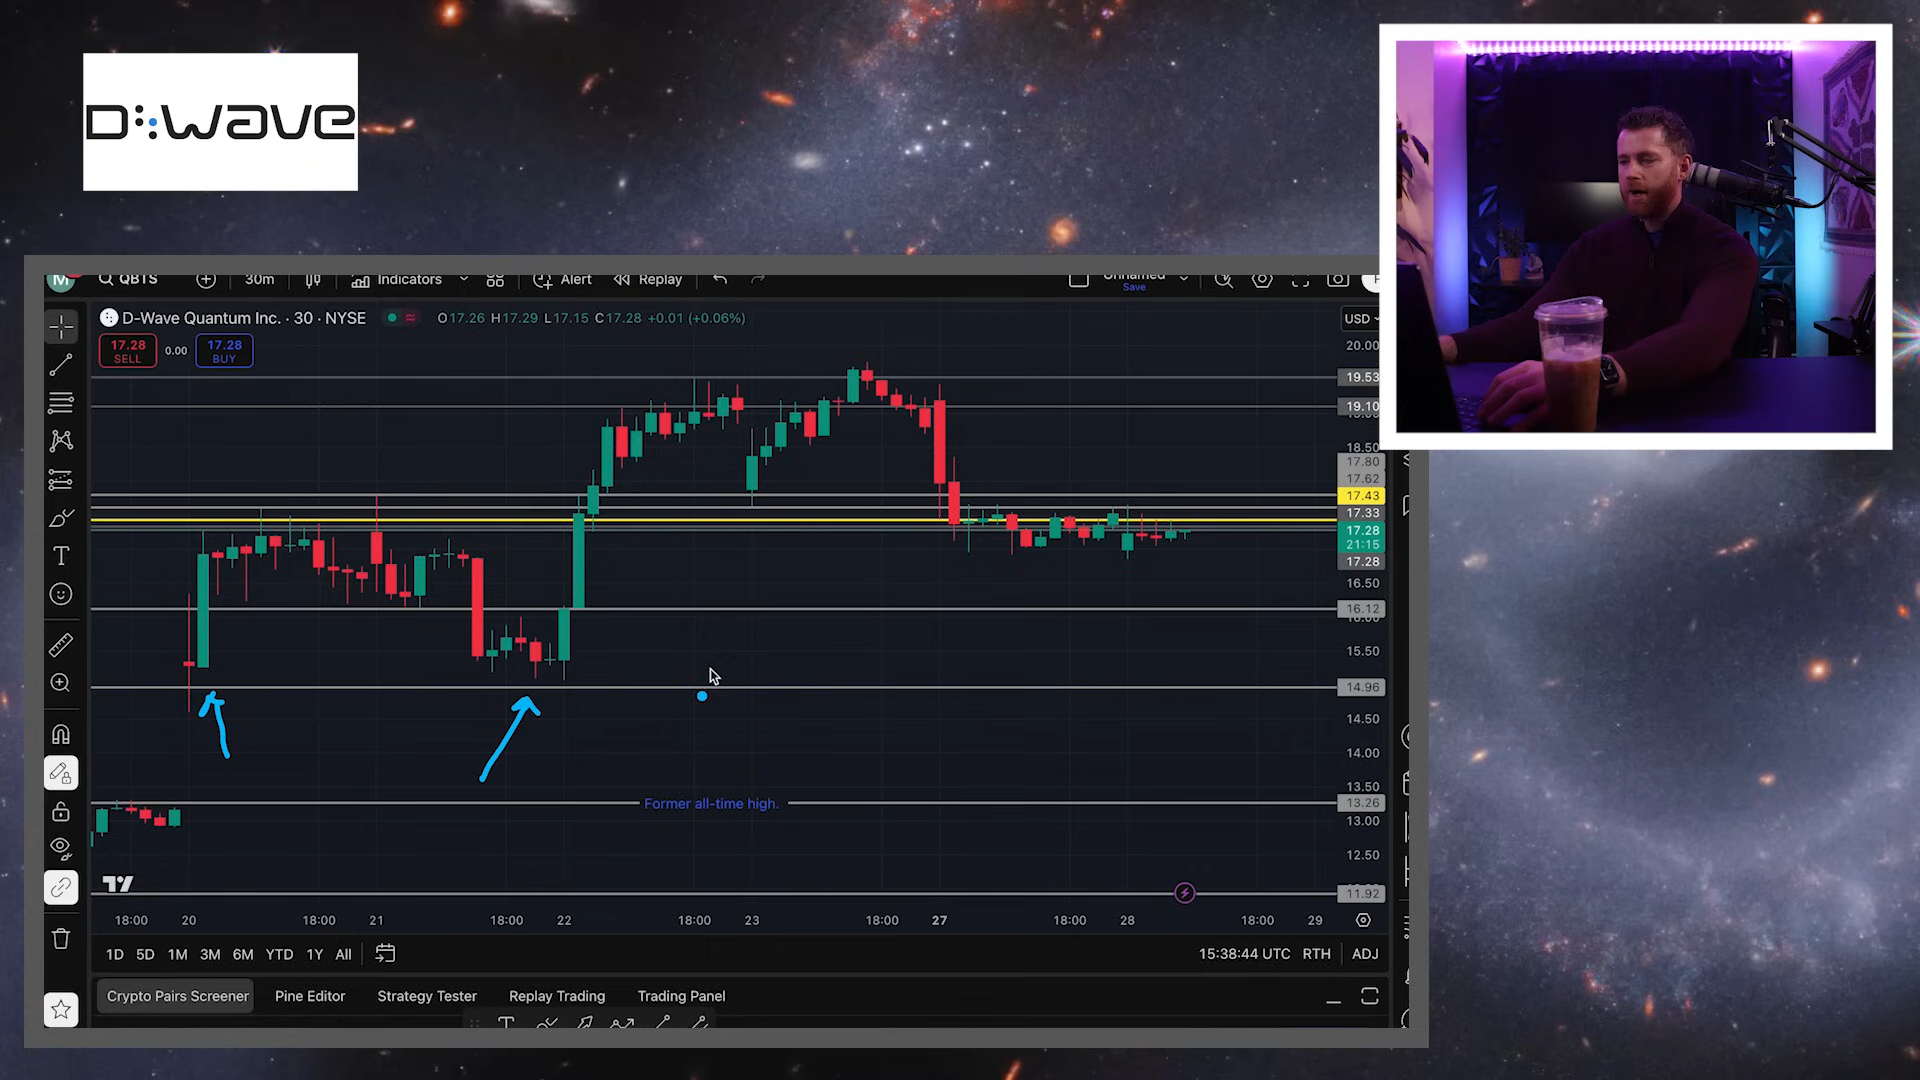 D::wave
M
QBTS
30m
Indicators
Alert
Replay
Unnamed
Save
D-Wave Quantum Inc. · 30 · NYSE
O17.26 H17.29 L17.15 C17.28 +0.01 (+0.06%)
USD
17.28
SELL
0.00
17.28
BUY
20.00
19.53
19.10
18.50
17.80
17.62
17.43
17.33
17.28
21:15
17.28
16.50
16.12
16.00
15.50
14.96
14.50
14.00
13.50
Former all-time high.
13.26
13.00
12.50
11.92
18:00 20 18:00 21 18:00 22 18:00 23 18:00 27 18:00 28 18:00 29
1D 5D 1M 3M 6M YTD 1Y All
15:38:44 UTC RTH ADJ
Crypto Pairs Screener Pine Editor Strategy Tester Replay Trading Trading Panel